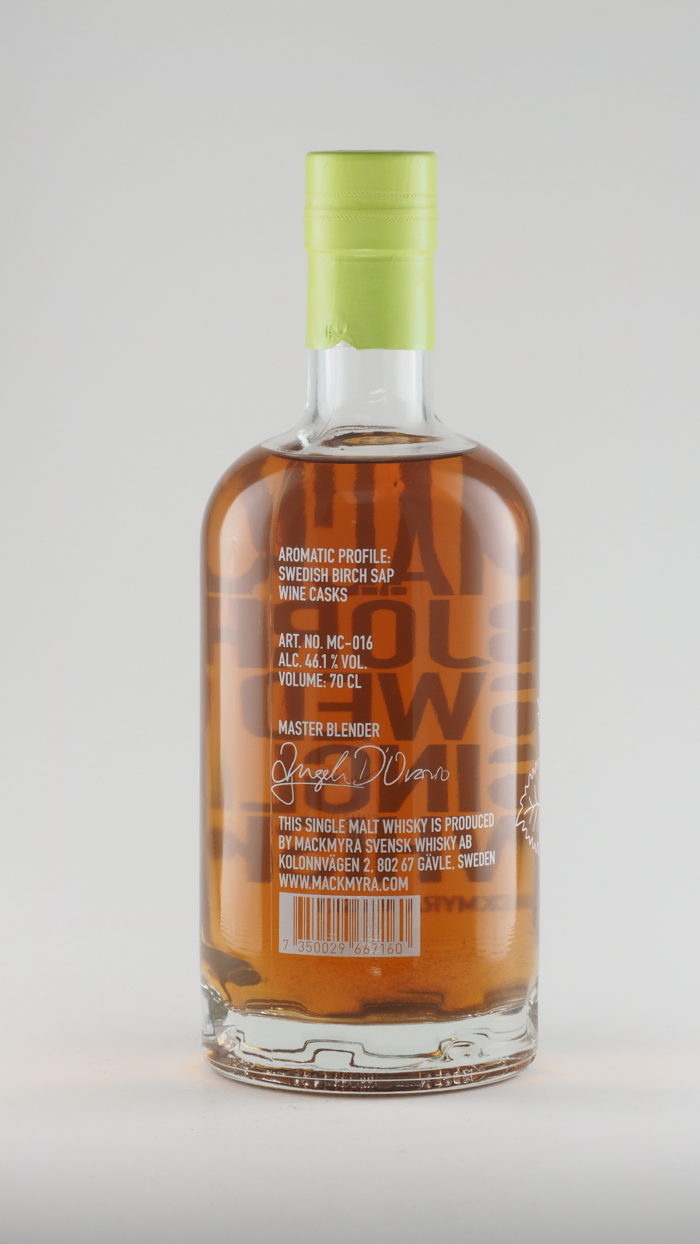 AROMATIC PROFILE:
SWEDISH BIRCH SAP
WINE CASKS
ART. NO. MC-016
ALC. 46.1 % VOL.
VOLUME: 70 CL
MASTER BLENDER
Angela D'Orazio
THIS SINGLE MALT WHISKY IS PRODUCED
BY MACKMYRA SVENSK WHISKY AB
KOLONNVÄGEN 2, 802 67 GÄVLE, SWEDEN
WWW.MACKMYRA.COM
7 350029 667160